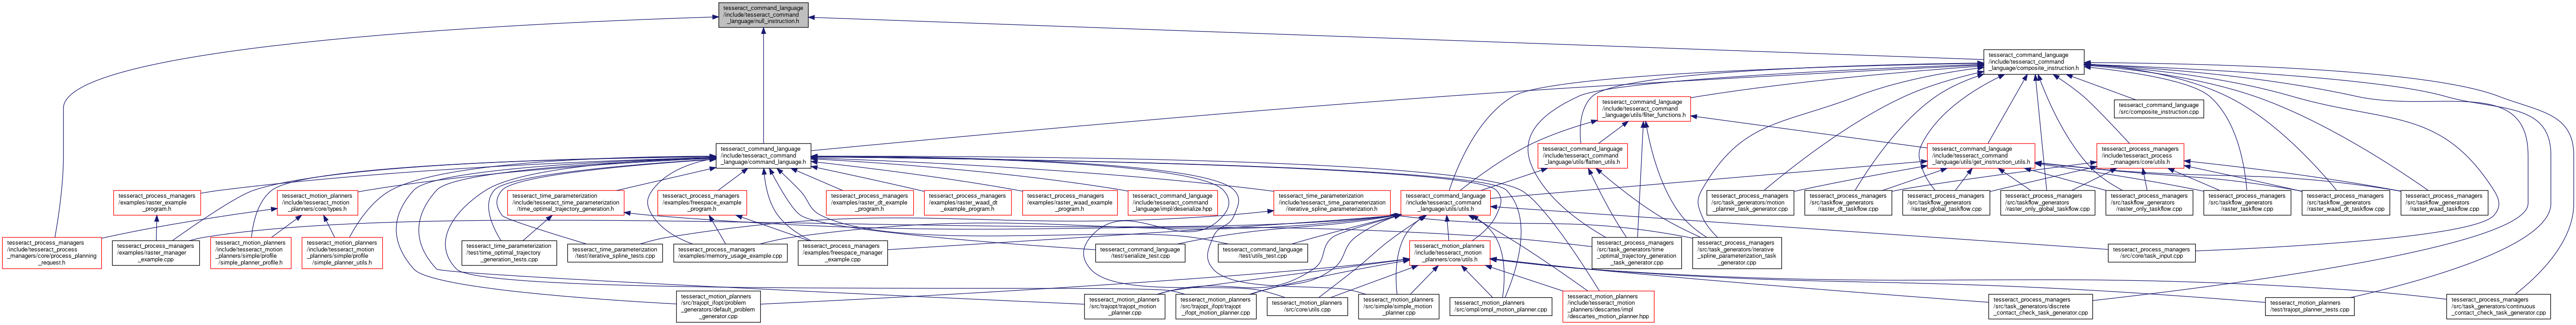 tesseract_command_language
/include/tesseract_command
_language/null_instruction.h
tesseract_command_language
/include/tesseract_command
_language/composite_instruction.h
tesseract_command_language
/include/tesseract_command
_language/utils/filter_functions.h
tesseract_command_language
/src/composite_instruction.cpp
tesseract_command_language
/include/tesseract_command
_language/command_language.h
tesseract_command_language
/include/tesseract_command
_language/utils/flatten_utils.h
tesseract_command_language
/include/tesseract_command
_language/utils/get_instruction_utils.h
tesseract_process_managers
/include/tesseract_process
_managers/core/utils.h
tesseract_process_managers
/examples/raster_example
_program.h
tesseract_motion_planners
/include/tesseract_motion
_planners/core/types.h
tesseract_time_parameterization
/include/tesseract_time_parameterization
/time_optimal_trajectory_generation.h
tesseract_process_managers
/examples/freespace_example
_program.h
tesseract_process_managers
/examples/raster_dt_example
_program.h
tesseract_process_managers
/examples/raster_waad_dt
_example_program.h
tesseract_process_managers
/examples/raster_waad_example
_program.h
tesseract_command_language
/include/tesseract_command
_language/impl/deserialize.hpp
tesseract_time_parameterization
/include/tesseract_time_parameterization
/iterative_spline_parameterization.h
tesseract_command_language
/include/tesseract_command
_language/utils/utils.h
tesseract_process_managers
/src/task_generators/motion
_planner_task_generator.cpp
tesseract_process_managers
/src/taskflow_generators
/raster_dt_taskflow.cpp
tesseract_process_managers
/src/taskflow_generators
/raster_global_taskflow.cpp
tesseract_process_managers
/src/taskflow_generators
/raster_only_global_taskflow.cpp
tesseract_process_managers
/src/taskflow_generators
/raster_only_taskflow.cpp
tesseract_process_managers
/src/taskflow_generators
/raster_taskflow.cpp
tesseract_process_managers
/src/taskflow_generators
/raster_waad_dt_taskflow.cpp
tesseract_process_managers
/src/taskflow_generators
/raster_waad_taskflow.cpp
tesseract_process_managers
/include/tesseract_process
_managers/core/process_planning
_request.h
tesseract_process_managers
/examples/raster_manager
_example.cpp
tesseract_motion_planners
/include/tesseract_motion
_planners/simple/profile
/simple_planner_profile.h
tesseract_motion_planners
/include/tesseract_motion
_planners/simple/profile
/simple_planner_utils.h
tesseract_time_parameterization
/test/time_optimal_trajectory
_generation_tests.cpp
tesseract_time_parameterization
/test/iterative_spline_tests.cpp
tesseract_process_managers
/examples/memory_usage_example.cpp
tesseract_process_managers
/examples/freespace_manager
_example.cpp
tesseract_command_language
/test/serialize_test.cpp
tesseract_command_language
/test/utils_test.cpp
tesseract_motion_planners
/include/tesseract_motion
_planners/core/utils.h
tesseract_process_managers
/src/task_generators/time
_optimal_trajectory_generation
_task_generator.cpp
tesseract_process_managers
/src/task_generators/iterative
_spline_parameterization_task
_generator.cpp
tesseract_process_managers
/src/core/task_input.cpp
tesseract_motion_planners
/src/trajopt_ifopt/problem
_generators/default_problem
_generator.cpp
tesseract_motion_planners
/src/trajopt/trajopt_motion
_planner.cpp
tesseract_motion_planners
/src/trajopt_ifopt/trajopt
_ifopt_motion_planner.cpp
tesseract_motion_planners
/src/core/utils.cpp
tesseract_motion_planners
/src/simple/simple_motion
_planner.cpp
tesseract_motion_planners
/src/ompl/ompl_motion_planner.cpp
tesseract_motion_planners
/include/tesseract_motion
_planners/descartes/impl
/descartes_motion_planner.hpp
tesseract_process_managers
/src/task_generators/discrete
_contact_check_task_generator.cpp
tesseract_motion_planners
/test/trajopt_planner_tests.cpp
tesseract_process_managers
/src/task_generators/continuous
_contact_check_task_generator.cpp